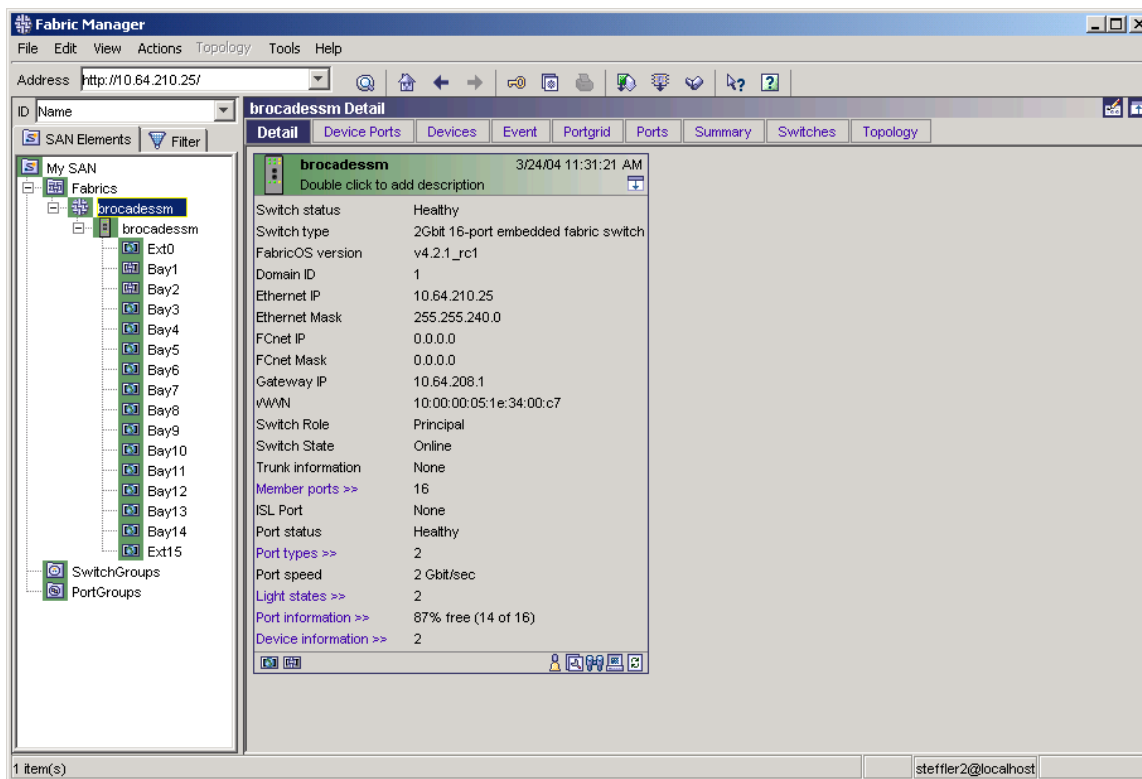 Fabric Manager
File Edit View Actions Topology Tools Help
Address http://10.64.210.25/
ID Name
brocadessm Detail
SAN Elements Filter
Detail Device Ports Devices Event Portgrid Ports Summary Switches Topology
My SAN
Fabrics
brocadessm
brocadessm
Ext0
Bay1
Bay2
Bay3
Bay4
Bay5
Bay6
Bay7
Bay8
Bay9
Bay10
Bay11
Bay12
Bay13
Bay14
Ext15
SwitchGroups
PortGroups
brocadessm 3/24/04 11:31:21 AM
Double click to add description
Switch status Healthy
Switch type 2Gbit 16-port embedded fabric switch
FabricOS version v4.2.1_rc1
Domain ID 1
Ethernet IP 10.64.210.25
Ethernet Mask 255.255.240.0
FCnet IP 0.0.0.0
FCnet Mask 0.0.0.0
Gateway IP 10.64.208.1
WWN 10:00:00:05:1e:34:00:c7
Switch Role Principal
Switch State Online
Trunk information None
Member ports >> 16
ISL Port None
Port status Healthy
Port types >> 2
Port speed 2 Gbit/sec
Light states >> 2
Port information >> 87% free (14 of 16)
Device information >> 2
1 item(s)
steffler2@localhost